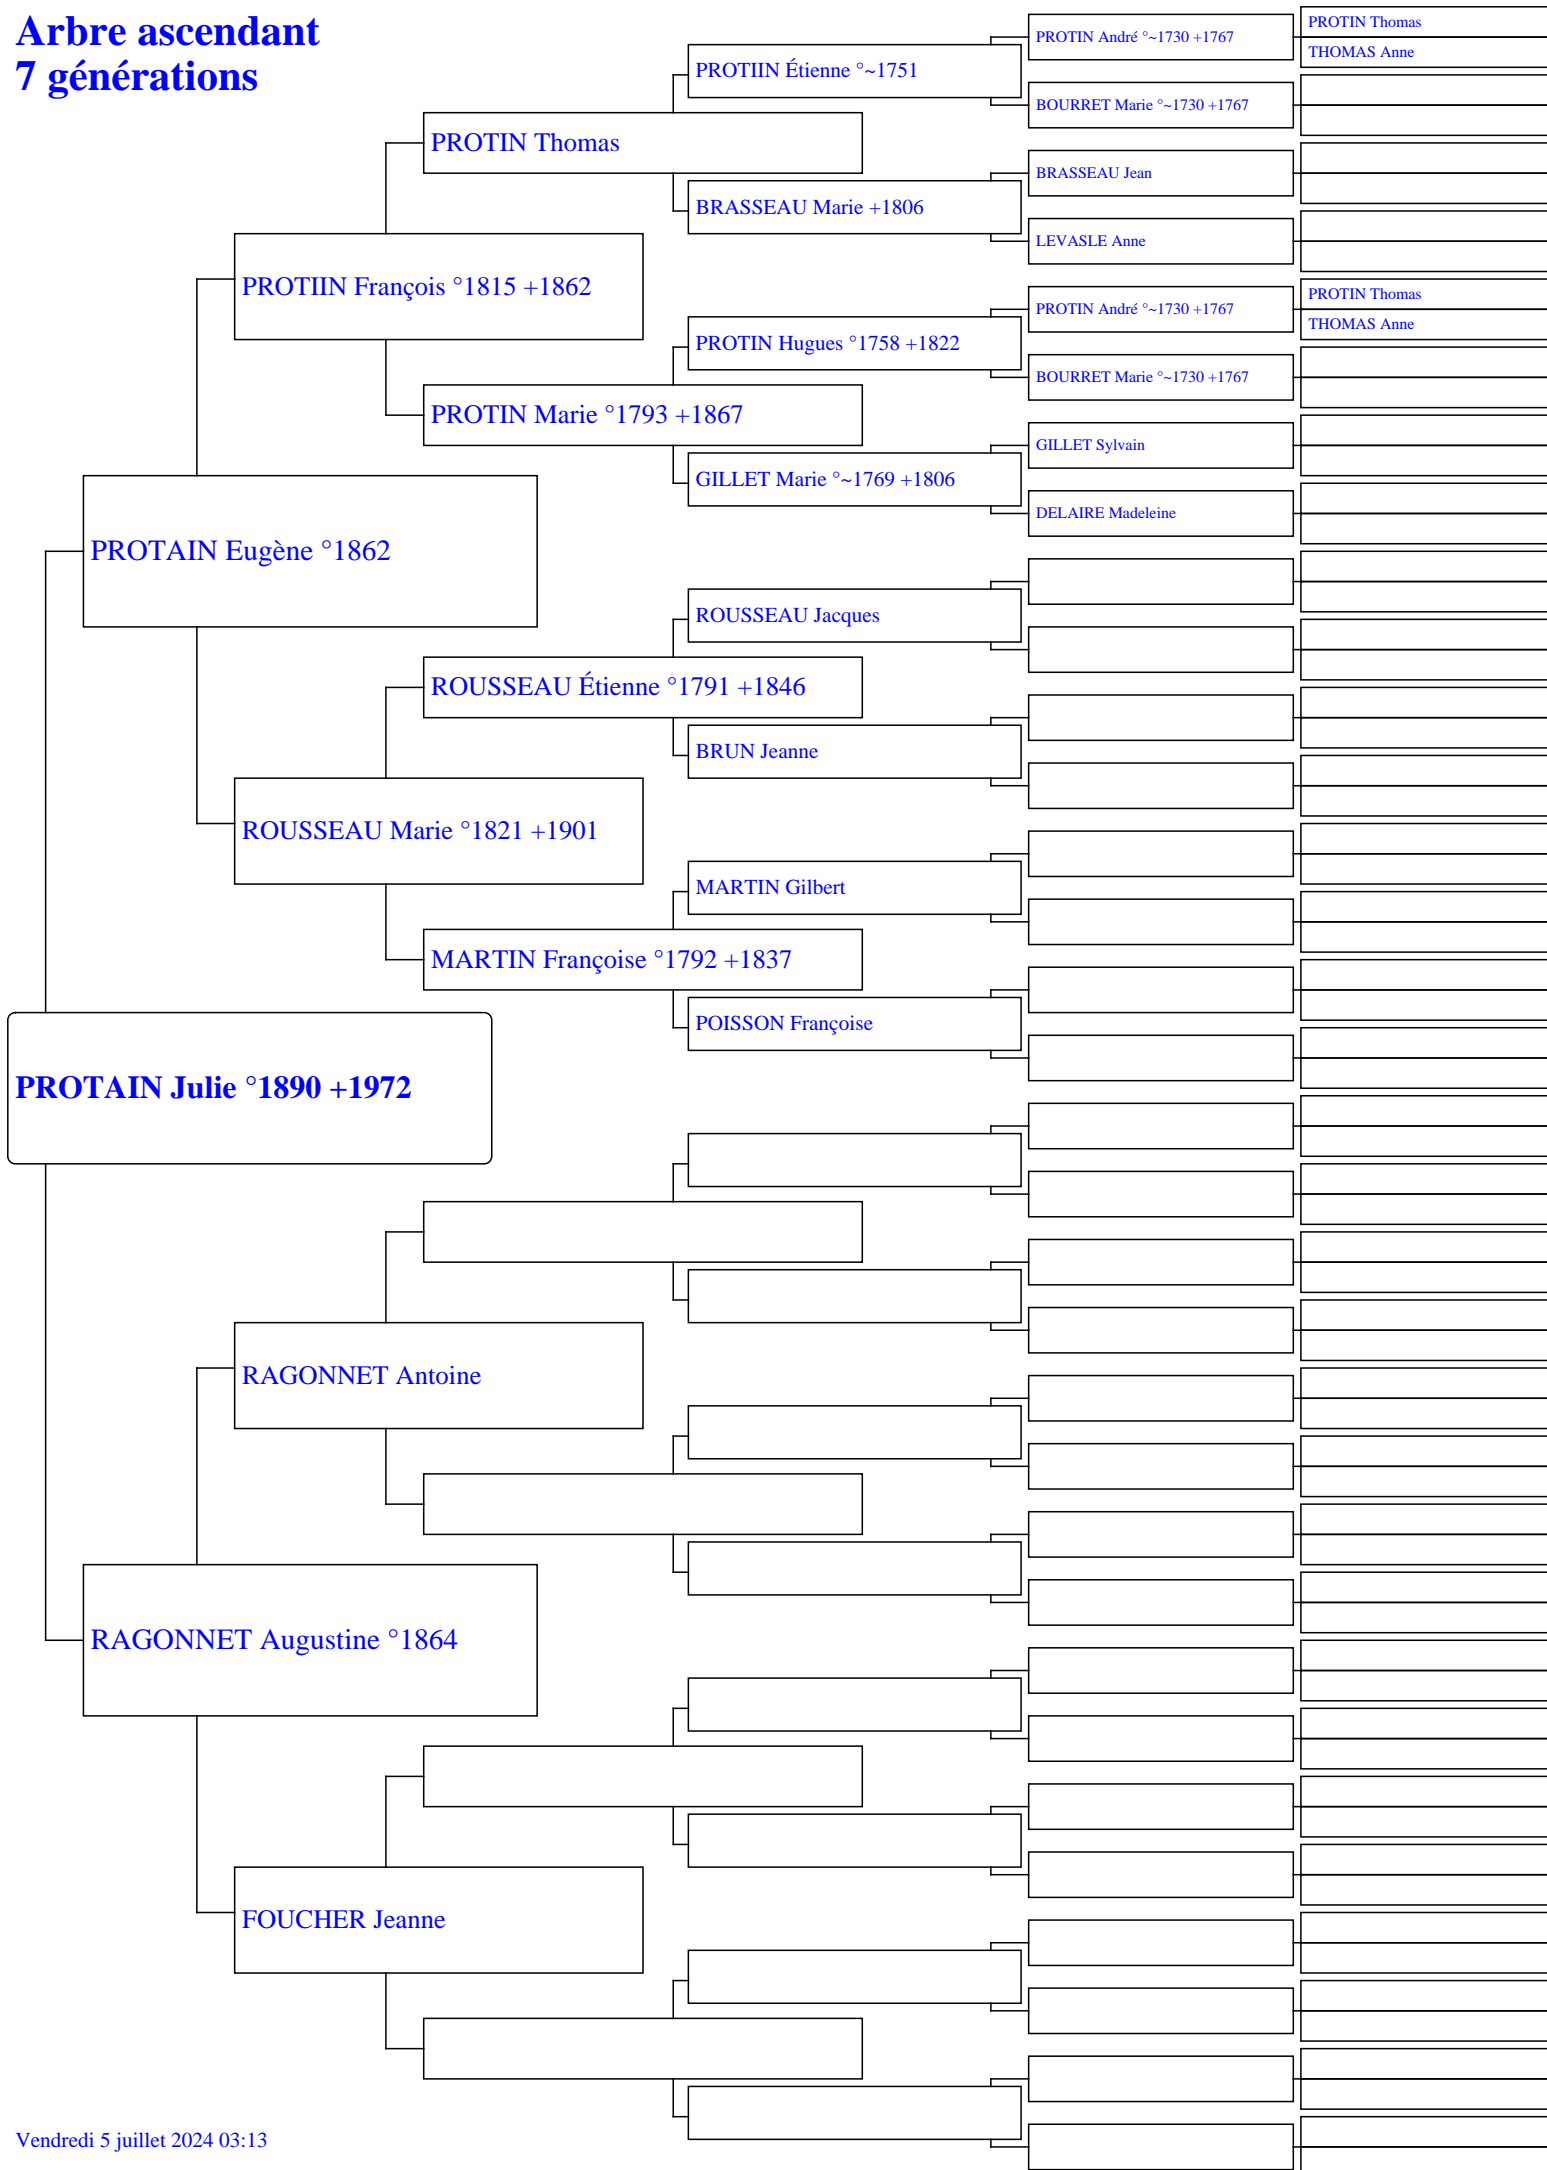 Arbre ascendant
7 générations
PROTIN André °~1730 +1767
PROTIN Thomas
THOMAS Anne
PROTIIN Étienne °~1751
BOURRET Marie °~1730 +1767
PROTIN Thomas
BRASSEAU Jean
BRASSEAU Marie +1806
LEVASLE Anne
PROTIIN François °1815 +1862
PROTIN André °~1730 +1767
PROTIN Thomas
THOMAS Anne
PROTIN Hugues °1758 +1822
BOURRET Marie °~1730 +1767
PROTIN Marie °1793 +1867
GILLET Sylvain
GILLET Marie °~1769 +1806
DELAIRE Madeleine
PROTAIN Eugène °1862
ROUSSEAU Jacques
ROUSSEAU Étienne °1791 +1846
BRUN Jeanne
ROUSSEAU Marie °1821 +1901
MARTIN Gilbert
MARTIN Françoise °1792 +1837
POISSON Françoise
PROTAIN Julie °1890 +1972
RAGONNET Antoine
RAGONNET Augustine °1864
FOUCHER Jeanne
Vendredi 5 juillet 2024 03:13